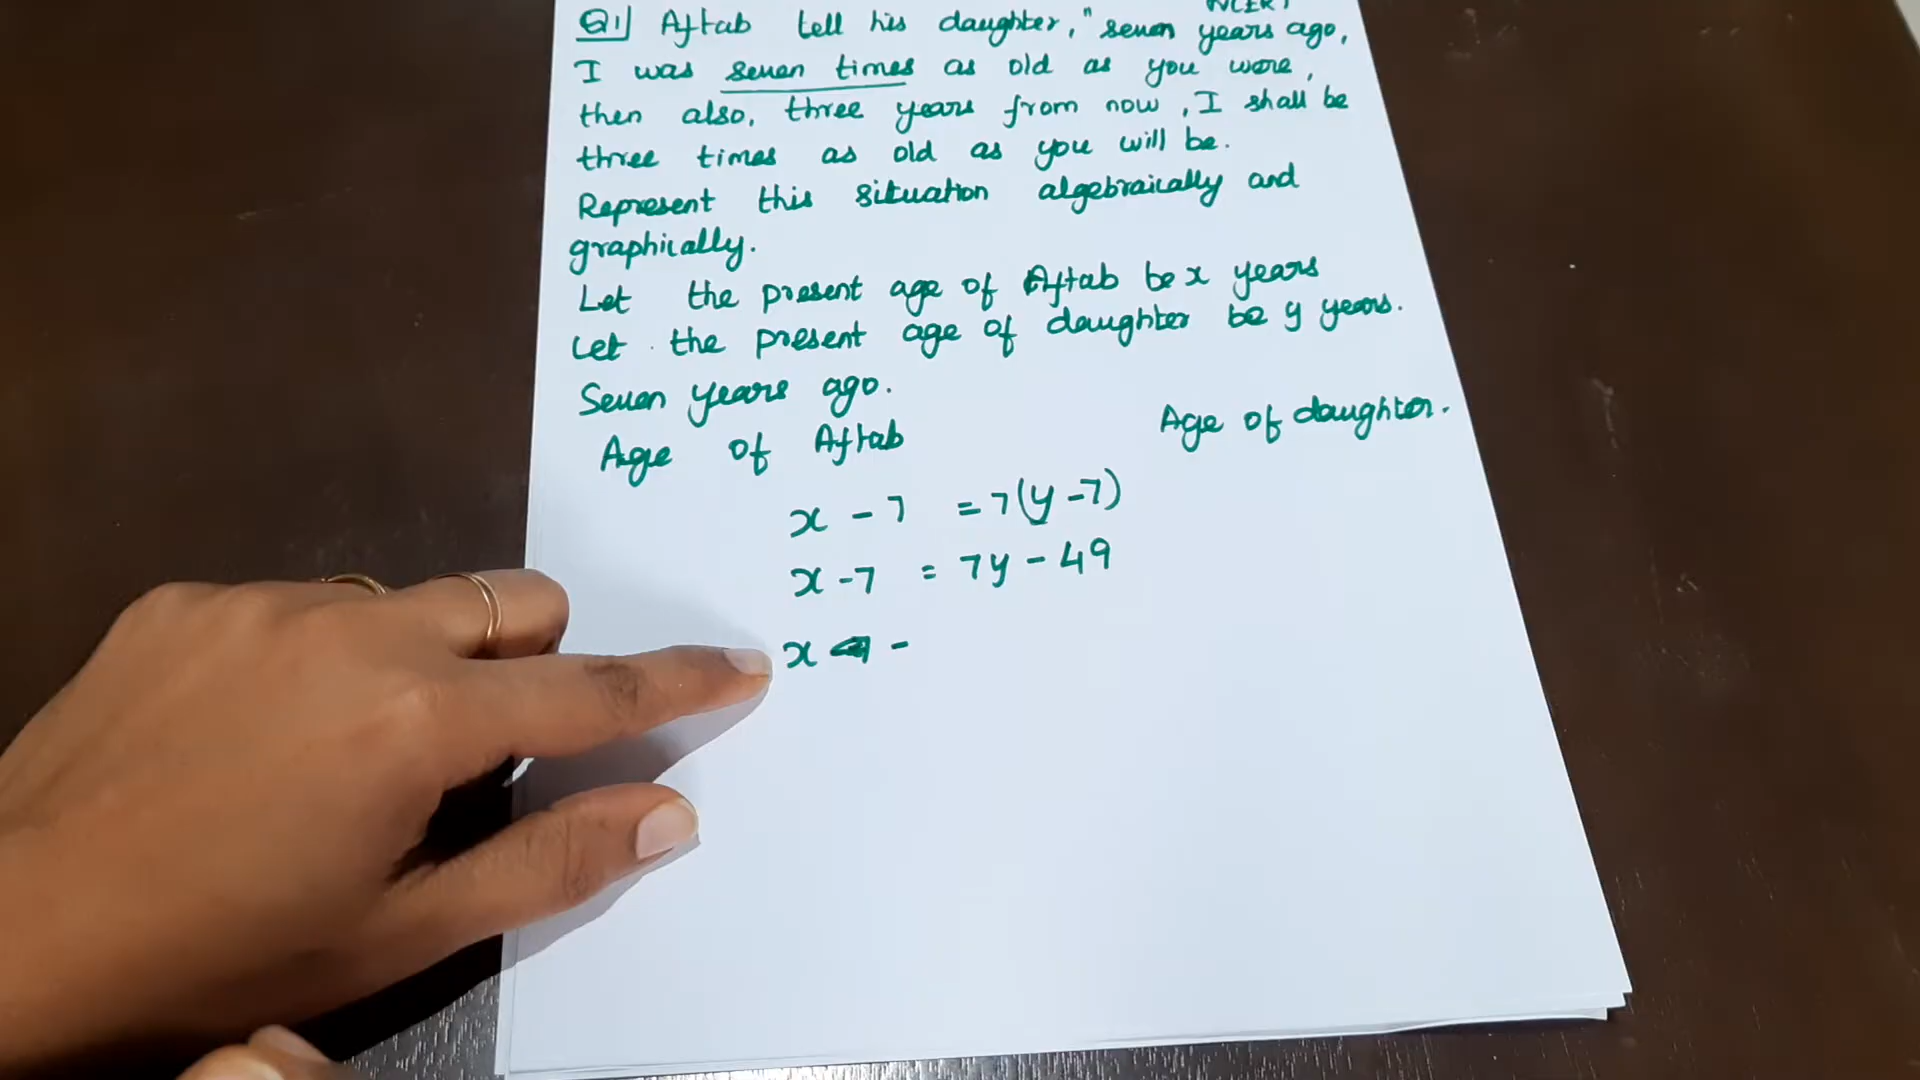 NCERT
Q1 Aftab tell his daughter, "seven years ago,
I was seven times as old as you were,
then also, three years from now, I shall be
three times as old as you will be.
Represent this situation algebraically and
graphically.
Let the present age of Aftab be x years
Let the present age of daughter be y years.
Seven years ago.
Age of Aftab Age of daughter.
x - 7 = 7(y - 7)
x - 7 = 7y - 49
x -